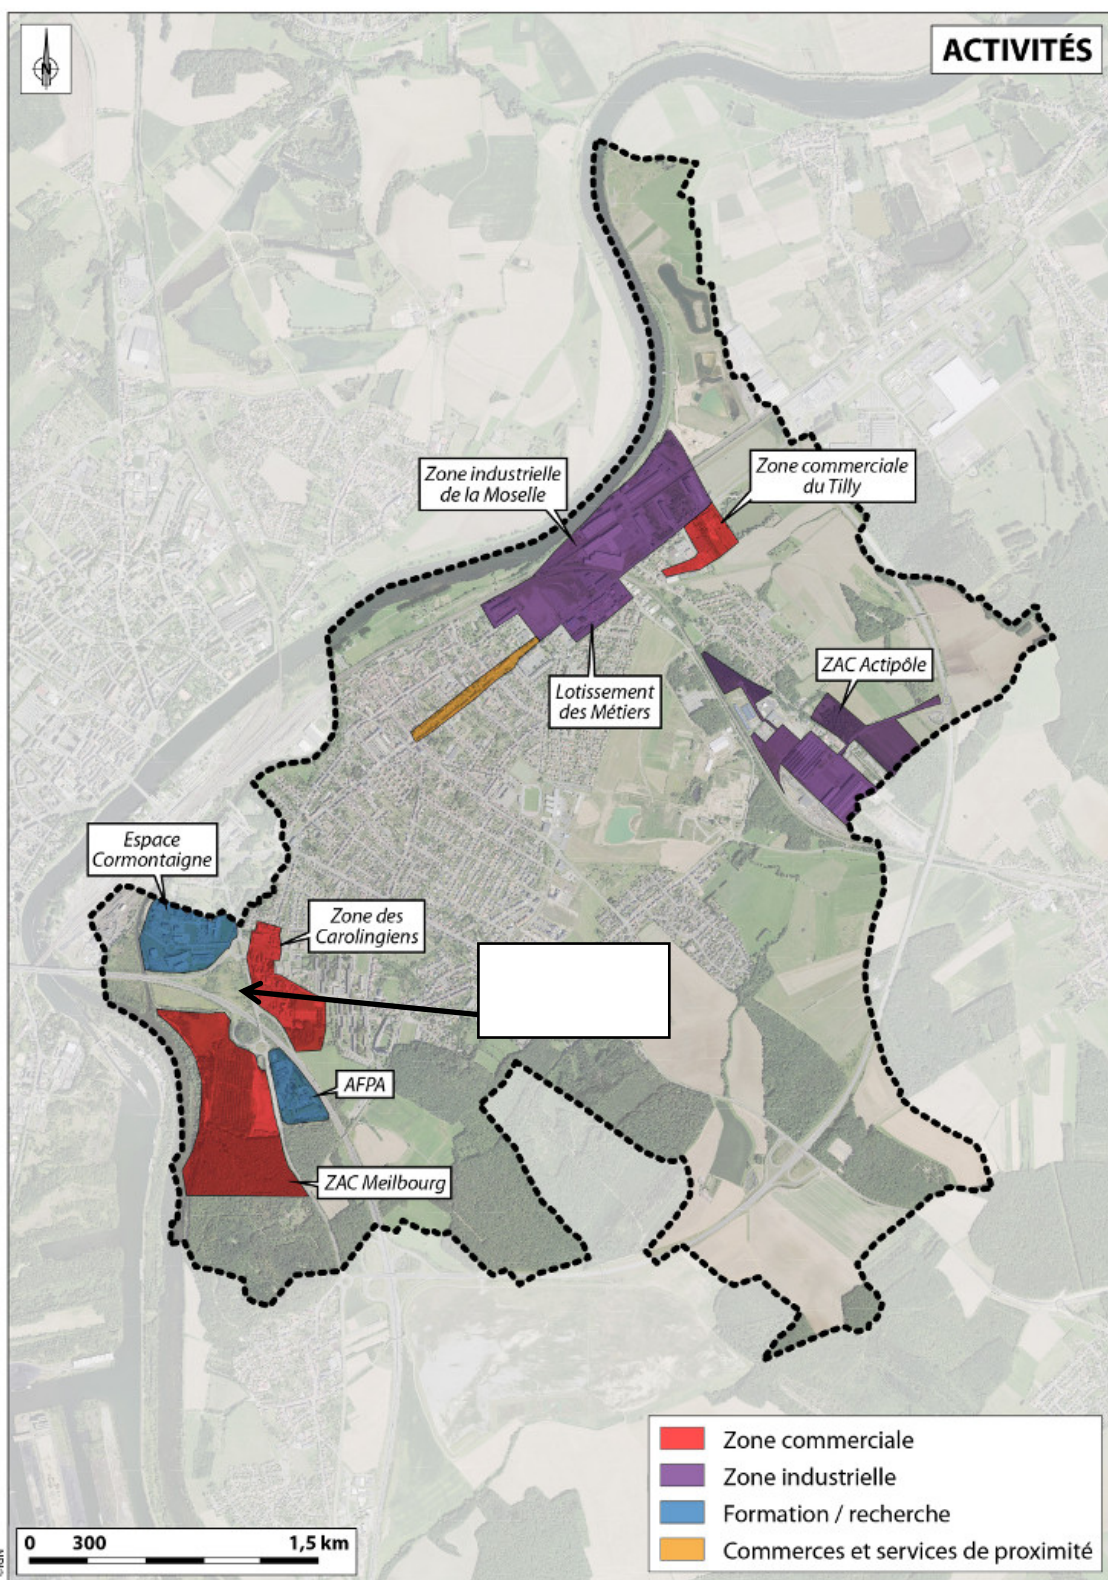 N
ACTIVITÉS
Zone industrielle
de la Moselle
Zone commerciale
du Tilly
ZAC Actipôle
Lotissement
des Métiers
Espace
Cormontaigne
Zone des
Carolingiens
AFPA
ZAC Meilbourg
Zone commerciale
Zone industrielle
Formation / recherche
Commerces et services de proximité
0 300 1,5 km
©IGN